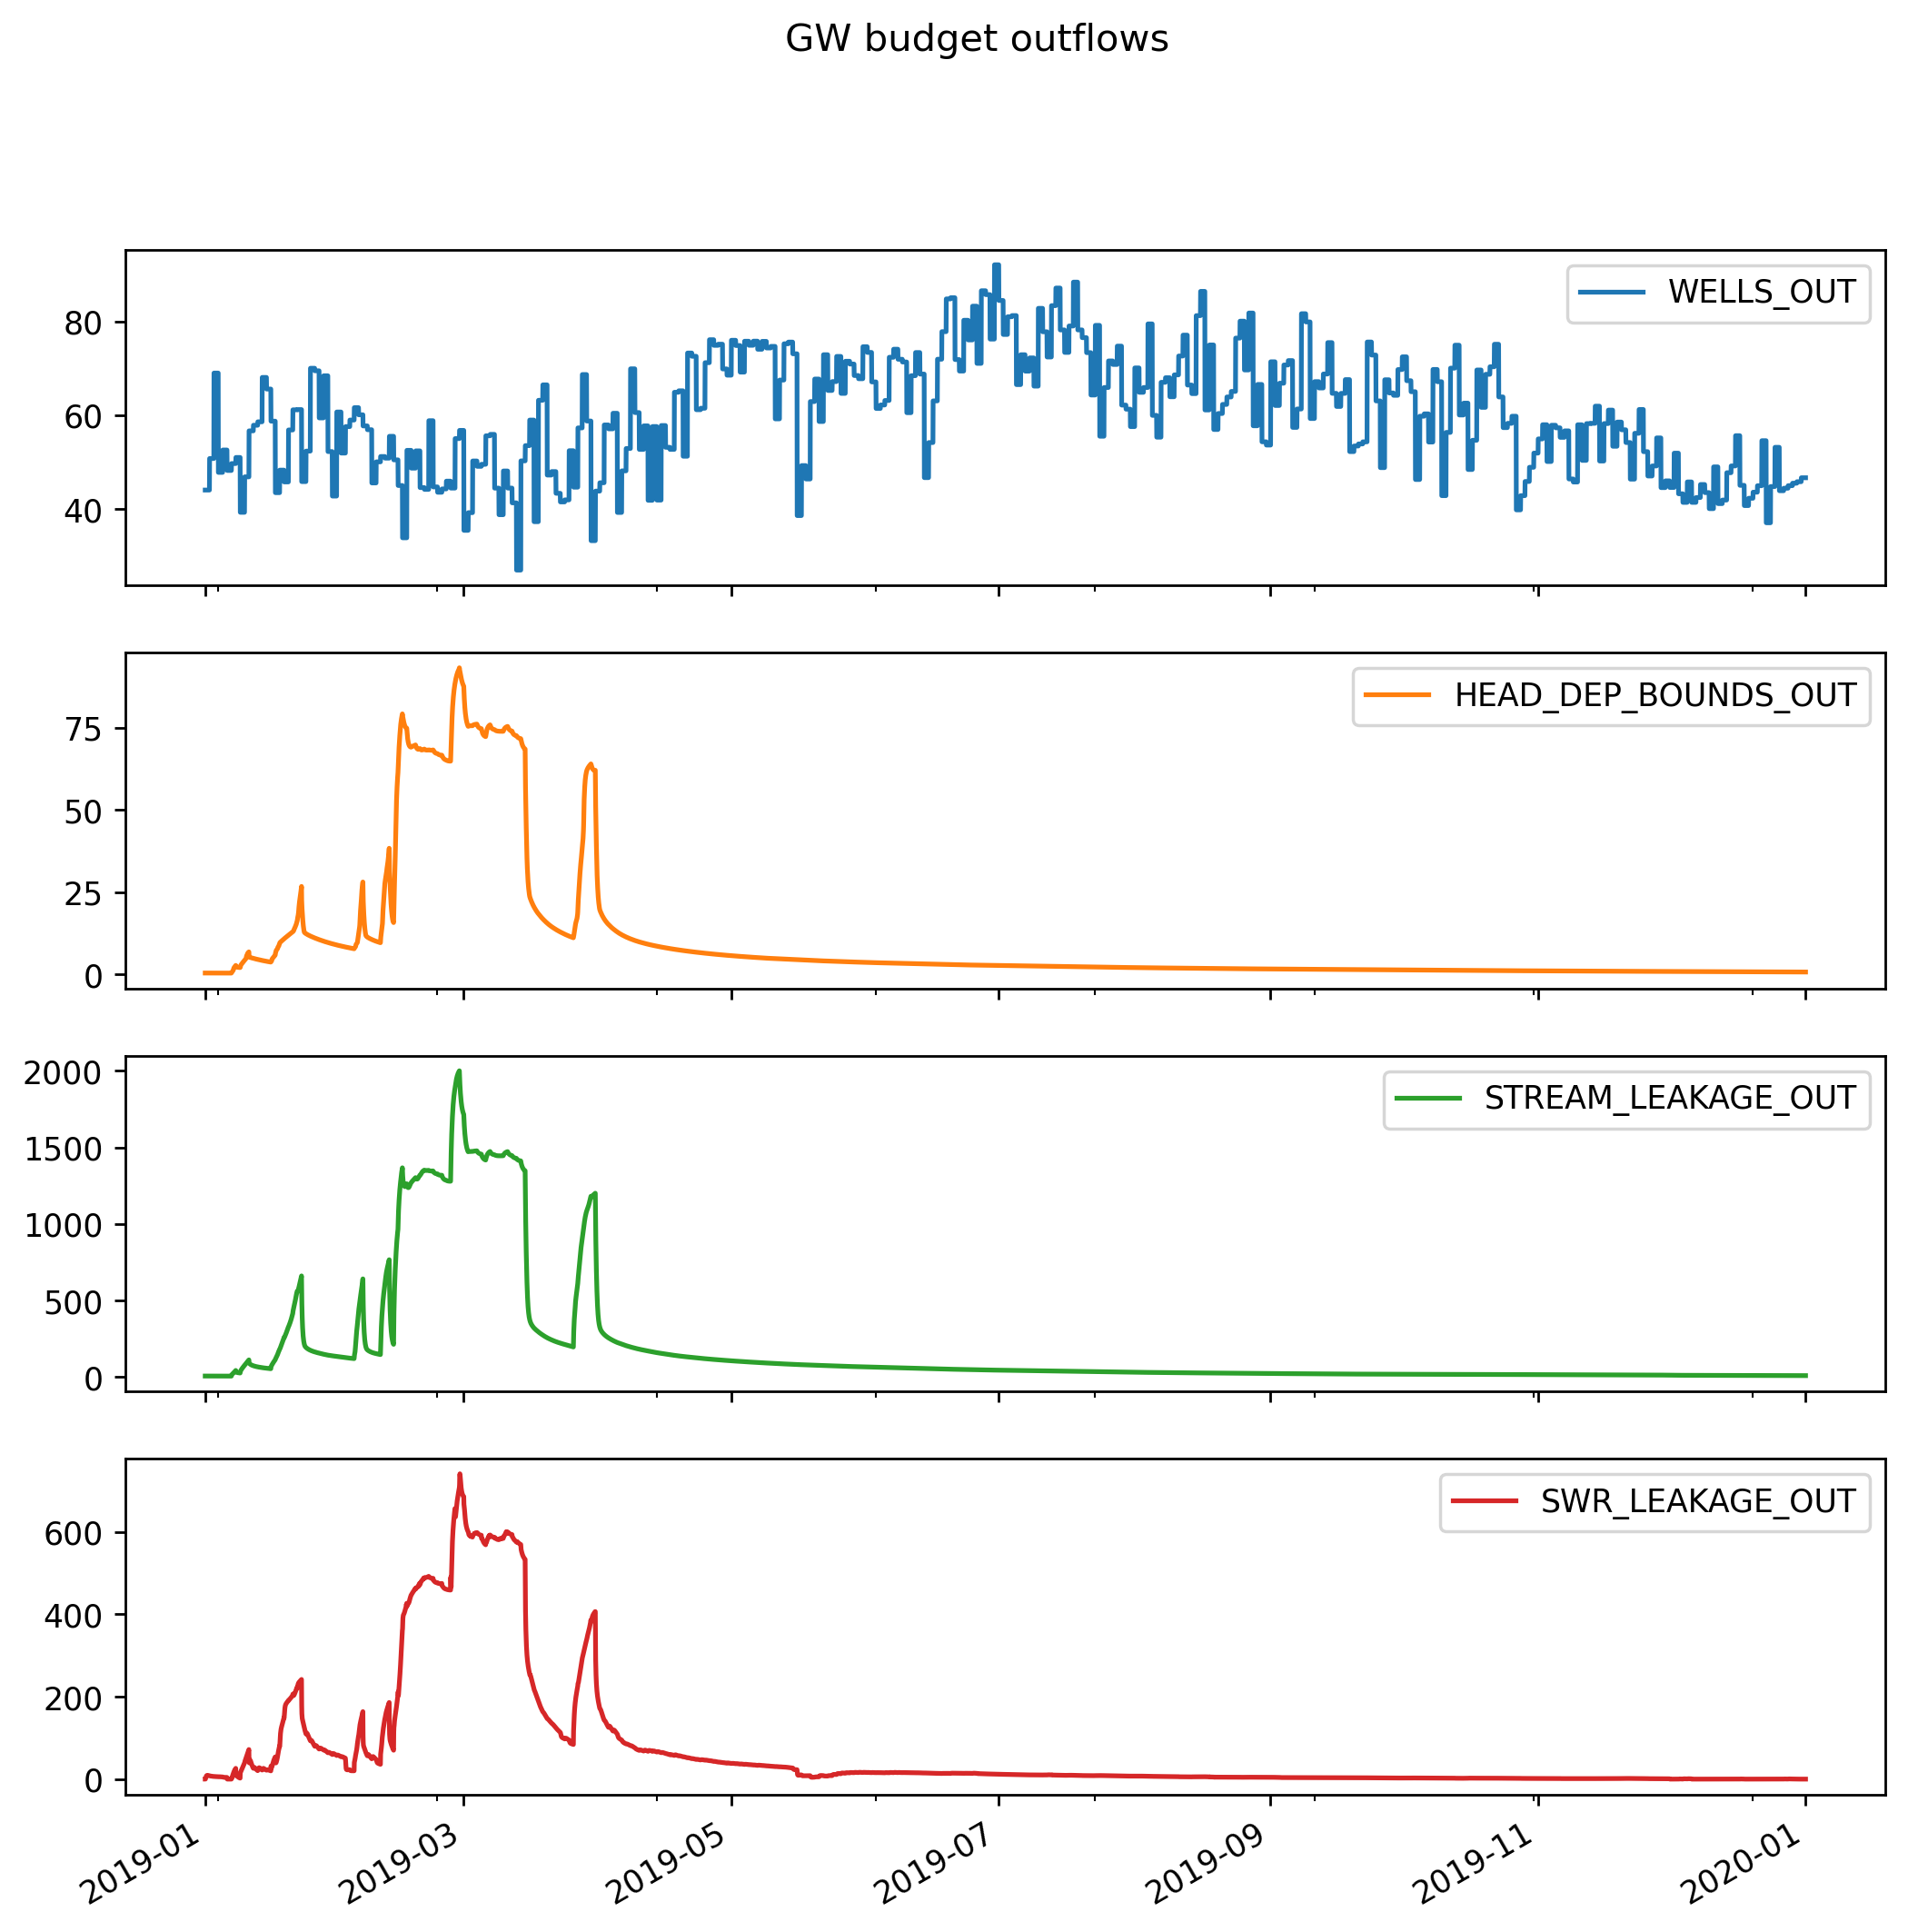 GW budget outflows
WELLS_OUT
80
60
40
HEAD_DEP_BOUNDS_OUT
75
50
25
0
STREAM_LEAKAGE_OUT
2000
1500
1000
500
0
SWR_LEAKAGE_OUT
600
400
200
0
2019-01 2019-03 2019-05 2019-07 2019-09 2019-11 2020-01